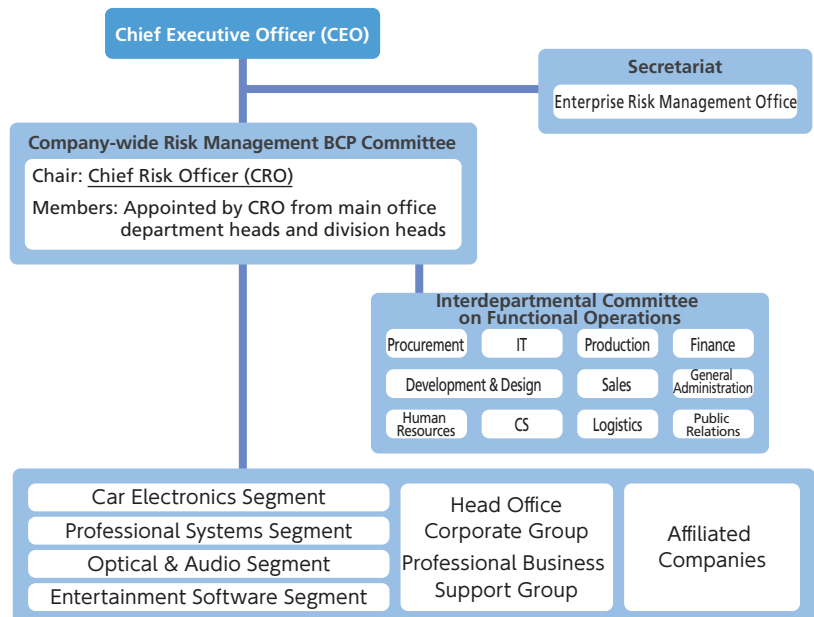 Chief Executive Officer (CEO)
Secretariat
Enterprise Risk Management Office
Company-wide Risk Management BCP Committee
Chair: Chief Risk Officer (CRO)
Members: Appointed by CRO from main office
department heads and division heads
Interdepartmental Committee
on Functional Operations
Procurement
IT
Production
Finance
Development & Design
Sales
General
Administration
Human
Resources
CS
Logistics
Public
Relations
Car Electronics Segment
Professional Systems Segment
Optical & Audio Segment
Entertainment Software Segment
Head Office
Corporate Group
Professional Business
Support Group
Affiliated
Companies